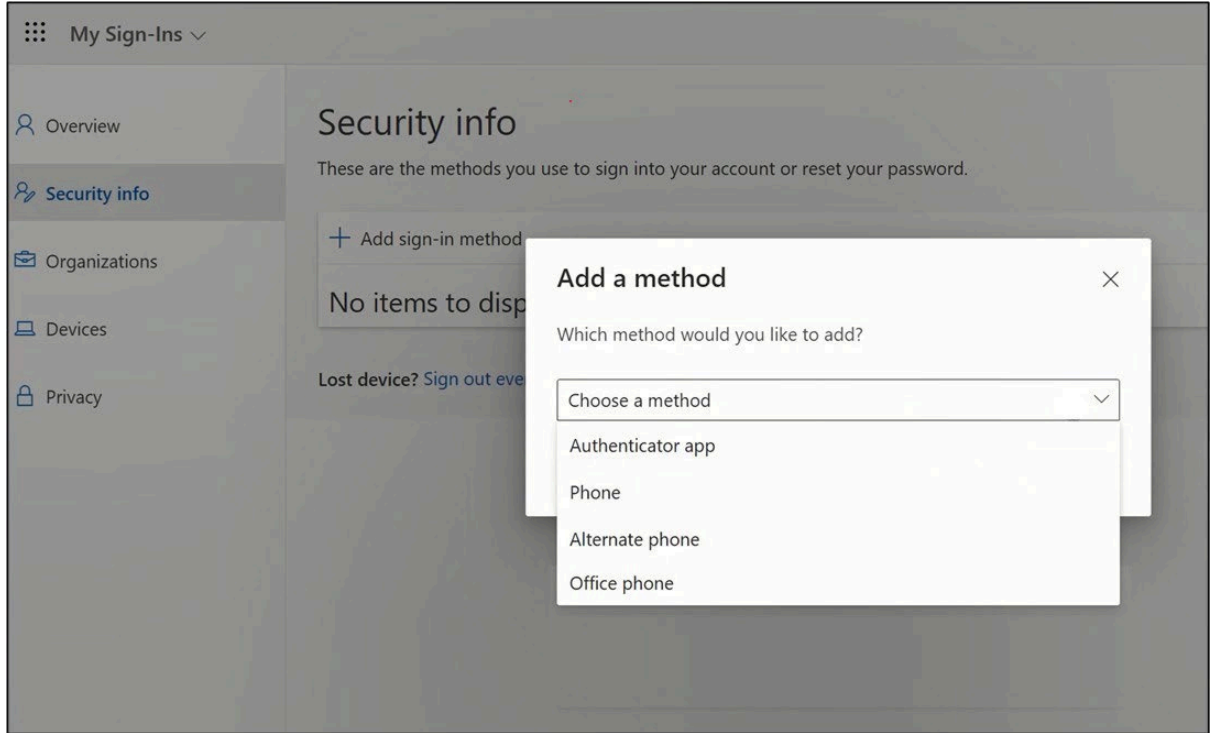 My Sign-Ins
Overview
Security info
Organizations
Devices
Privacy
Security info
These are the methods you use to sign into your account or reset your password.
Add sign-in method
No items to disp
Lost device? Sign out eve
Add a method
Which method would you like to add?
Choose a method
Authenticator app
Phone
Alternate phone
Office phone